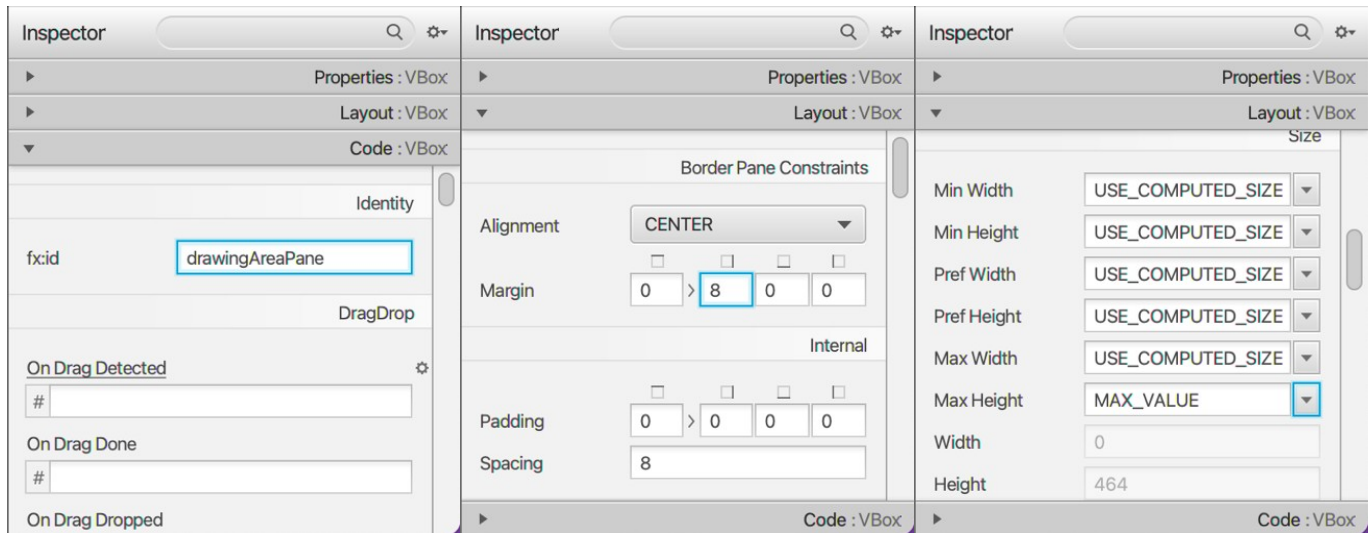 Inspector
Properties : VBox
Layout : VBox
Code : VBox
Identity
fx:id drawingAreaPane
DragDrop
On Drag Detected
#
On Drag Done
#
On Drag Dropped
Inspector
Properties : VBox
Layout : VBox
Border Pane Constraints
Alignment CENTER
Margin 0 > 8 0 0
Internal
Padding 0 > 0 0 0
Spacing 8
Code : VBox
Inspector
Properties : VBox
Layout : VBox
Size
Min Width USE_COMPUTED_SIZE
Min Height USE_COMPUTED_SIZE
Pref Width USE_COMPUTED_SIZE
Pref Height USE_COMPUTED_SIZE
Max Width USE_COMPUTED_SIZE
Max Height MAX_VALUE
Width 0
Height 464
Code : VBox